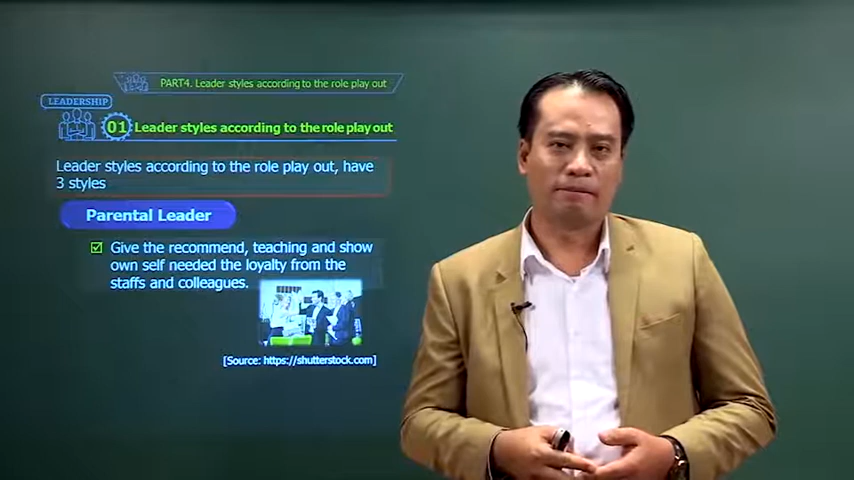 PART4. Leader styles according to the role play out
LEADERSHIP
01 Leader styles according to the role play out
Leader styles according to the role play out, have
3 styles
Parental Leader
Give the recommend, teaching and show
own self needed the loyalty from the
staffs and colleagues.
[Source: https://shutterstock.com]